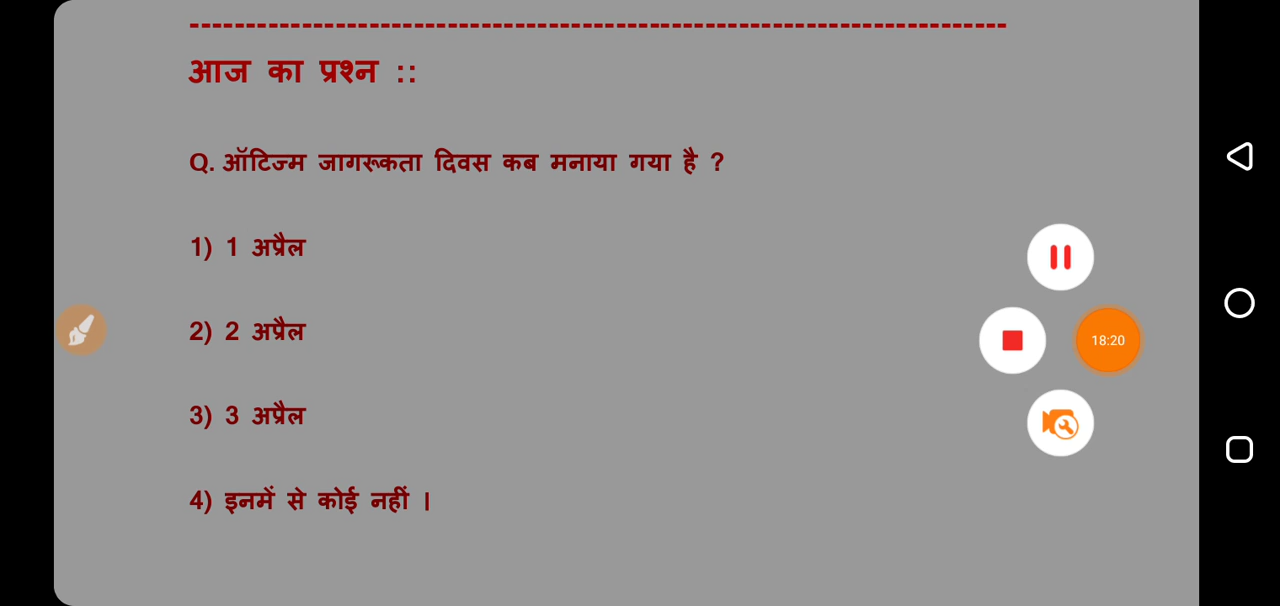 --------------------------------------------------------------------------
आज का प्रश्न ::
Q. ऑटिज्म जागरूकता दिवस कब मनाया गया है ?
1) 1 अप्रैल
2) 2 अप्रैल
3) 3 अप्रैल
4) इनमें से कोई नहीं ।
18:20